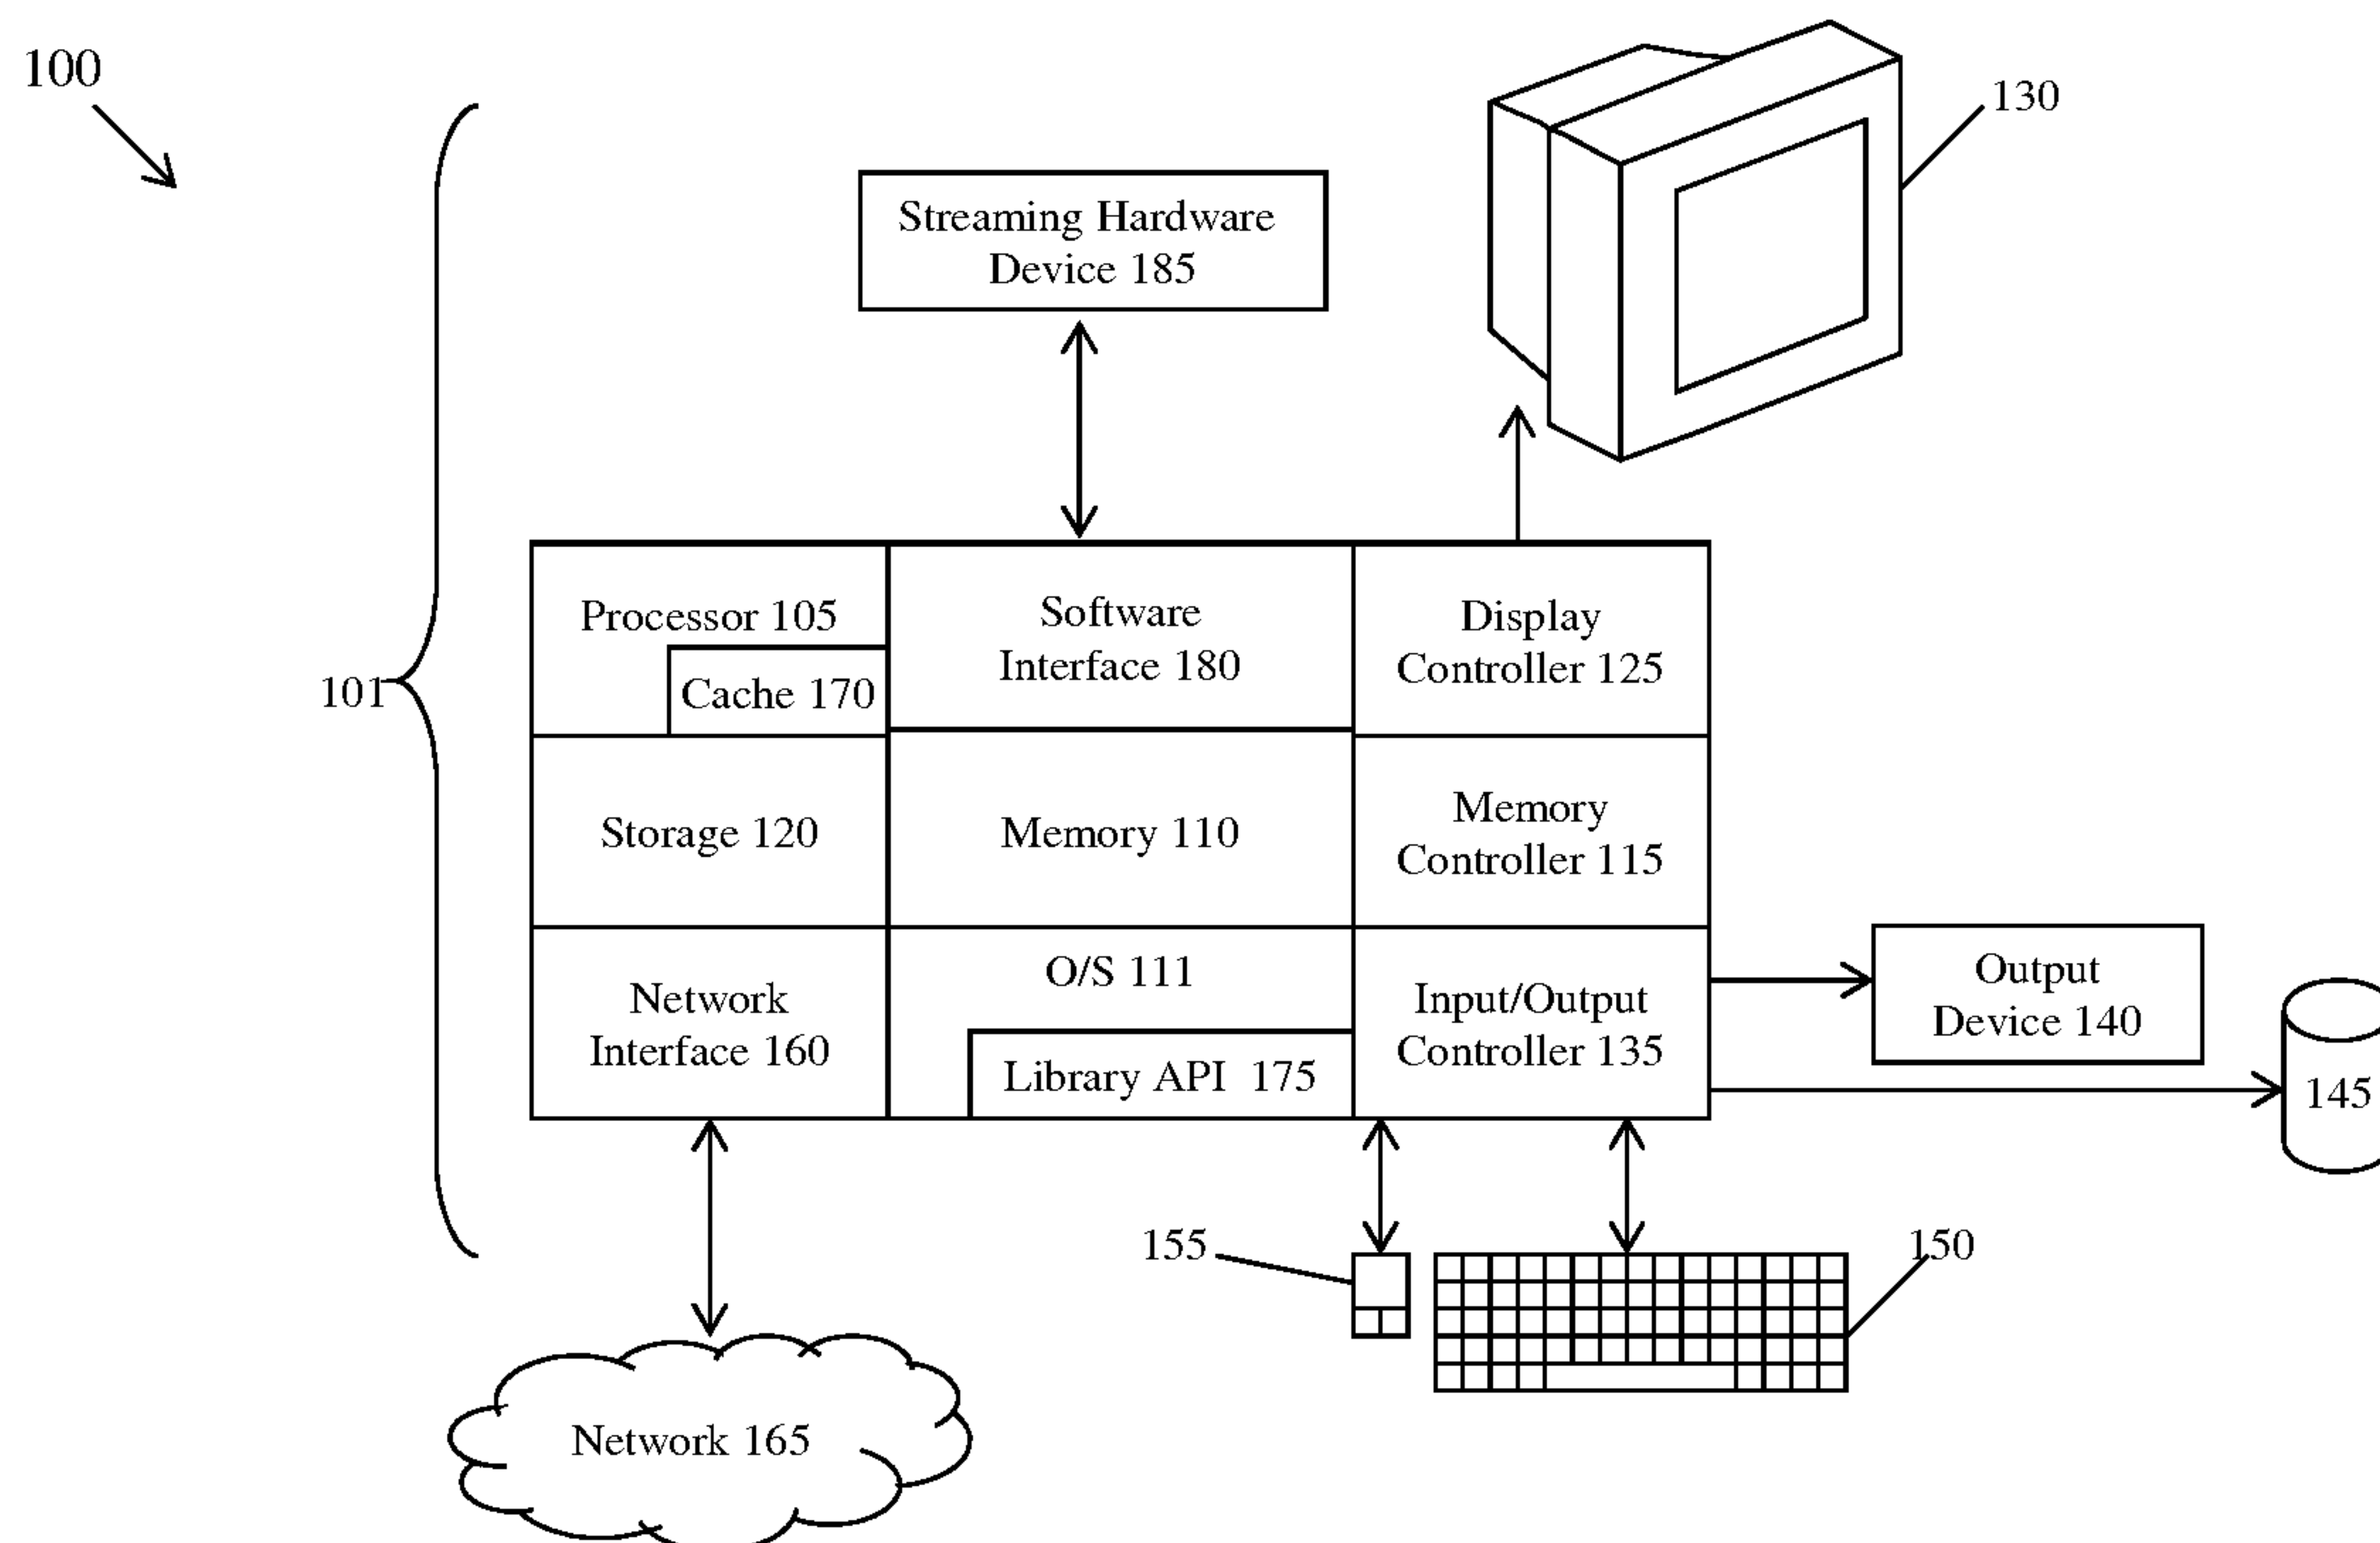 100
130
Streaming Hardware
Device 185
101
Processor 105
Cache 170
Software
Interface 180
Display
Controller 125
Storage 120
Memory 110
Memory
Controller 115
Network
Interface 160
O/S 111
Library API 175
Input/Output
Controller 135
Output
Device 140
145
155
150
Network 165